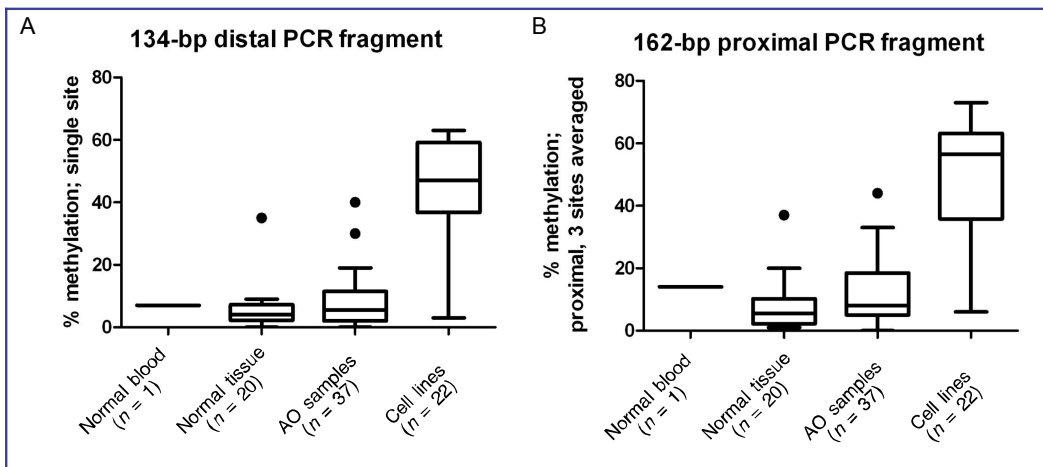 A
134-bp distal PCR fragment
% methylation; single site
80
60
40
20
0
Normal blood
(n = 1)
Normal tissue
(n = 20)
AO samples
(n = 37)
Cell lines
(n = 22)
B
162-bp proximal PCR fragment
% methylation;
proximal, 3 sites averaged
80
60
40
20
0
Normal blood
(n = 1)
Normal tissue
(n = 20)
AO samples
(n = 37)
Cell lines
(n = 22)